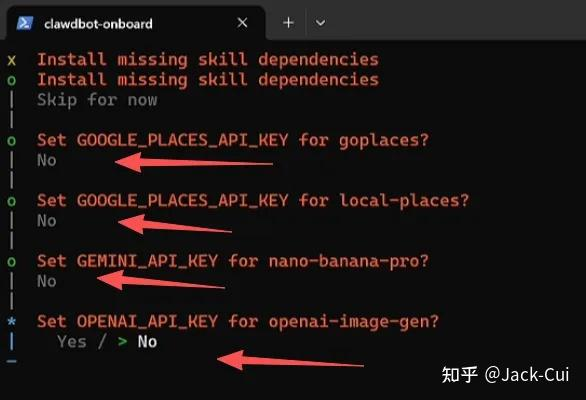 clawdbot-onboard
x Install missing skill dependencies
o Install missing skill dependencies
Skip for now
o Set GOOGLE_PLACES_API_KEY for goplaces?
No
o Set GOOGLE_PLACES_API_KEY for local-places?
No
o Set GEMINI_API_KEY for nano-banana-pro?
No
* Set OPENAI_API_KEY for openai-image-gen?
Yes / > No
知乎 @Jack-Cui